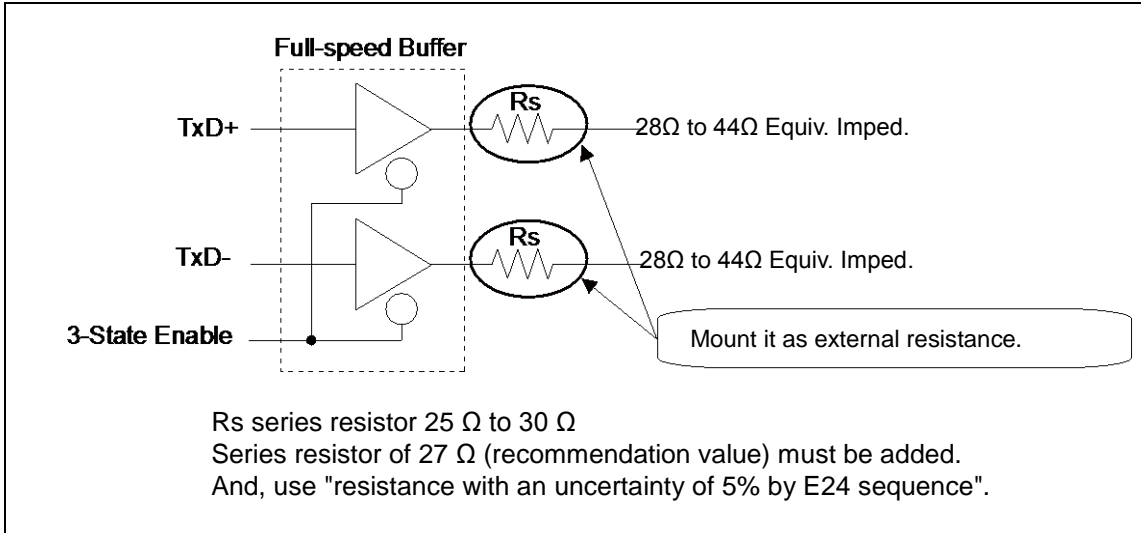 Full-speed Buffer
TxD+
Rs
28Ω to 44Ω Equiv. Imped.
TxD-
Rs
28Ω to 44Ω Equiv. Imped.
3-State Enable
Mount it as external resistance.
Rs series resistor 25 Ω to 30 Ω
Series resistor of 27 Ω (recommendation value) must be added.
And, use "resistance with an uncertainty of 5% by E24 sequence".